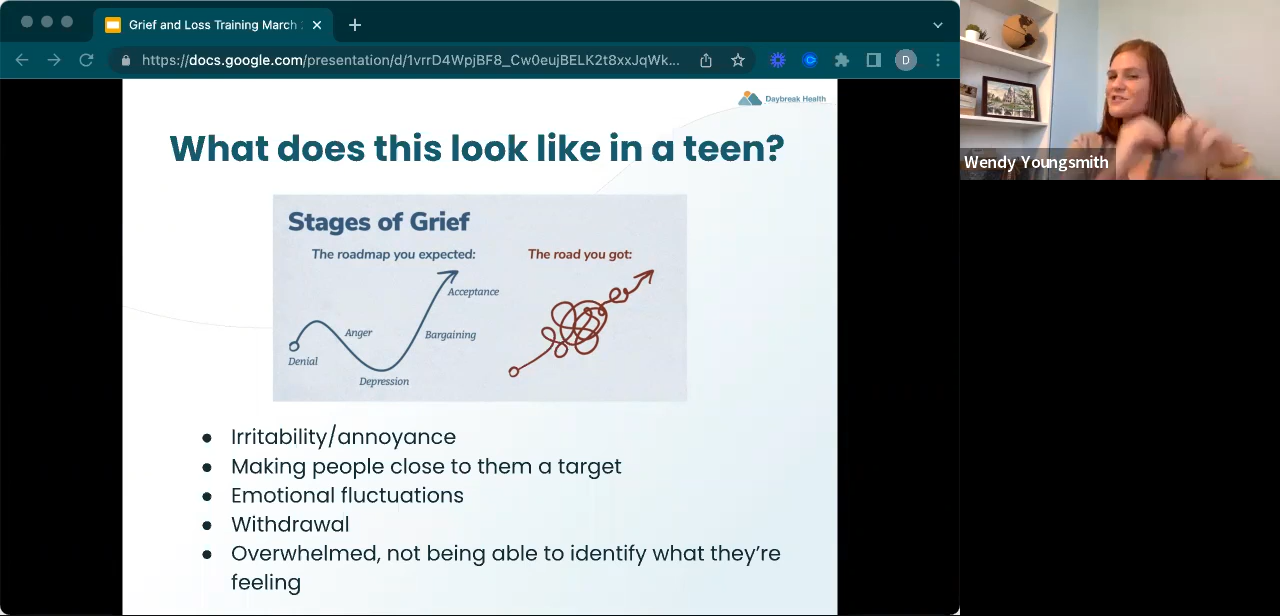 Grief and Loss Training March 2
https://docs.google.com/presentation/d/1vrrD4WpjBF8_Cw0eujBELK2t8xxJqWk...
D
Daybreak Health
What does this look like in a teen?
Stages of Grief
The roadmap you expected:
The road you got:
Acceptance
Anger
Bargaining
Denial
Depression
● Irritability/annoyance
● Making people close to them a target
● Emotional fluctuations
● Withdrawal
● Overwhelmed, not being able to identify what they're
feeling
Wendy Youngsmith